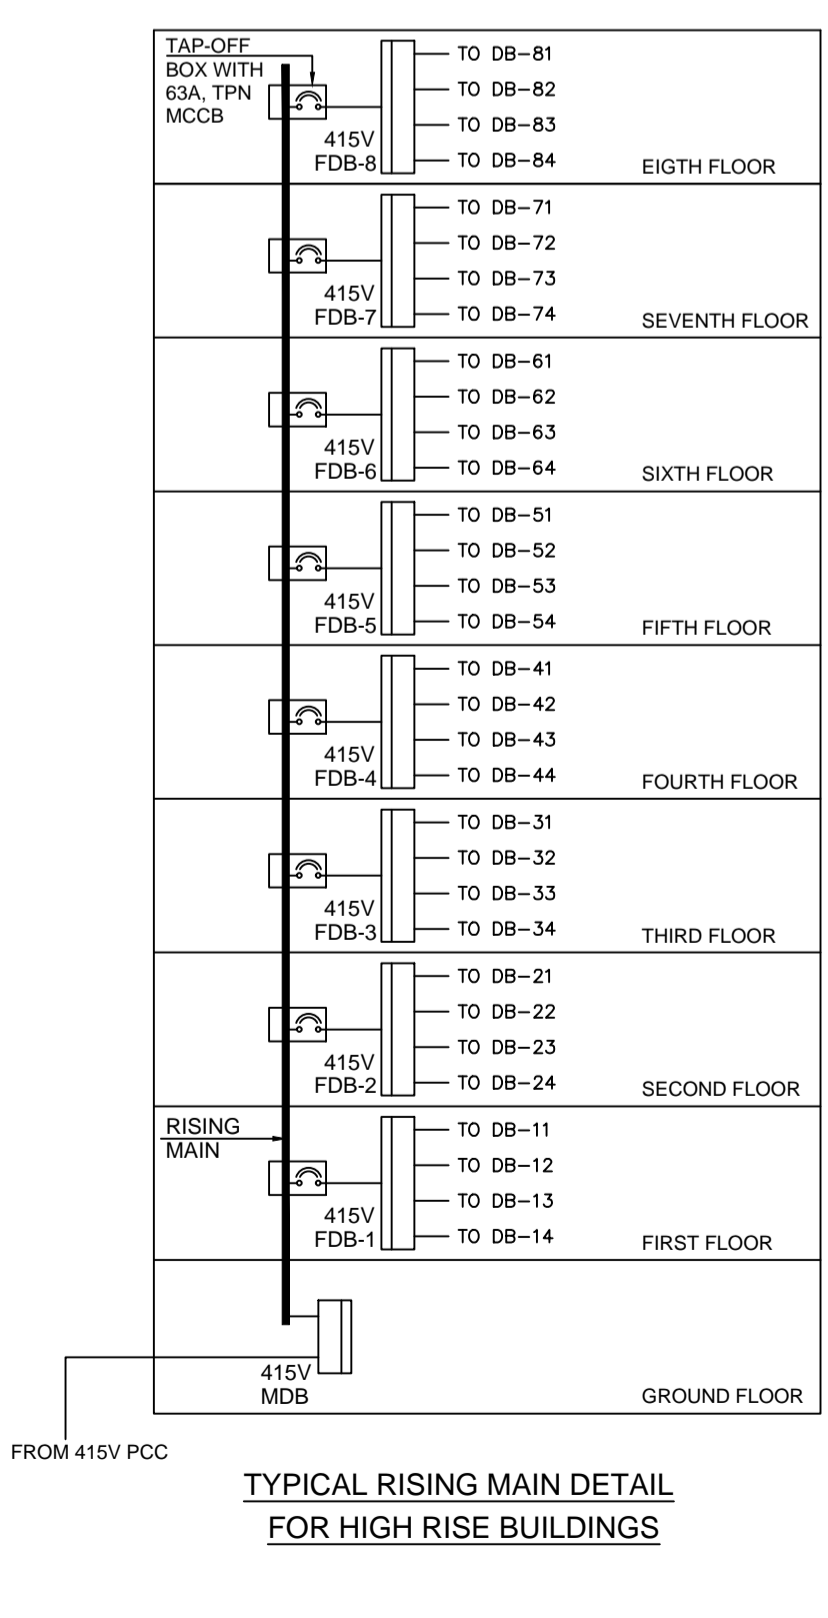 TAP-OFF
BOX WITH
63A, TPN
MCCB
415V
FDB-8
TO DB-81
TO DB-82
TO DB-83
TO DB-84
EIGTH FLOOR
415V
FDB-7
TO DB-71
TO DB-72
TO DB-73
TO DB-74
SEVENTH FLOOR
415V
FDB-6
TO DB-61
TO DB-62
TO DB-63
TO DB-64
SIXTH FLOOR
415V
FDB-5
TO DB-51
TO DB-52
TO DB-53
TO DB-54
FIFTH FLOOR
415V
FDB-4
TO DB-41
TO DB-42
TO DB-43
TO DB-44
FOURTH FLOOR
415V
FDB-3
TO DB-31
TO DB-32
TO DB-33
TO DB-34
THIRD FLOOR
415V
FDB-2
TO DB-21
TO DB-22
TO DB-23
TO DB-24
SECOND FLOOR
RISING
MAIN
415V
FDB-1
TO DB-11
TO DB-12
TO DB-13
TO DB-14
FIRST FLOOR
415V
MDB
GROUND FLOOR
FROM 415V PCC
TYPICAL RISING MAIN DETAIL
FOR HIGH RISE BUILDINGS